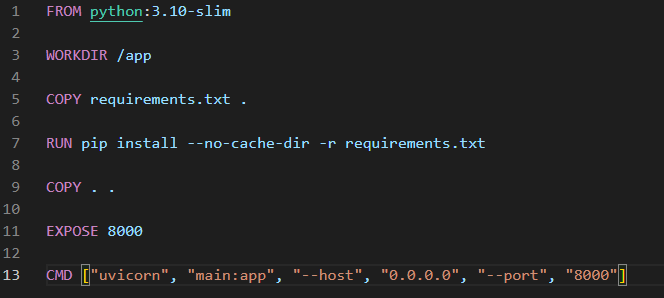 1 FROM python:3.10-slim
2
3 WORKDIR /app
4
5 COPY requirements.txt .
6
7 RUN pip install --no-cache-dir -r requirements.txt
8
9 COPY . .
10
11 EXPOSE 8000
12
13 CMD ["uvicorn", "main:app", "--host", "0.0.0.0", "--port", "8000"]